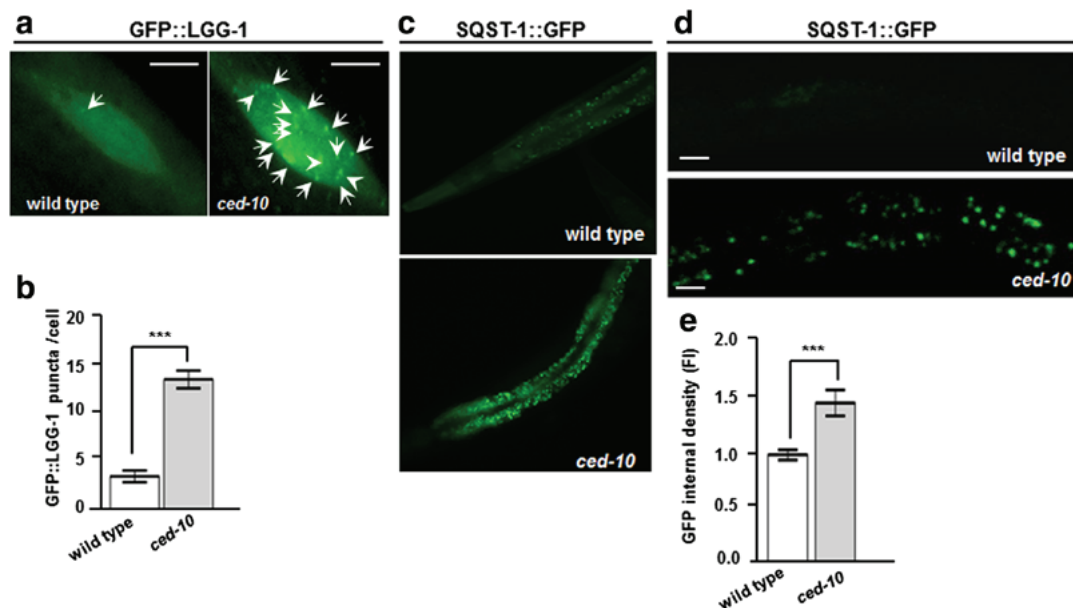 a
GFP::LGG-1
wild type
ced-10
b
GFP::LGG-1 puncta /cell
20
15
10
5
0
***
wild type
ced-10
c
SQST-1::GFP
wild type
ced-10
d
SQST-1::GFP
wild type
ced-10
e
GFP internal density (FI)
2.0
1.5
1.0
0.5
0.0
***
wild type
ced-10